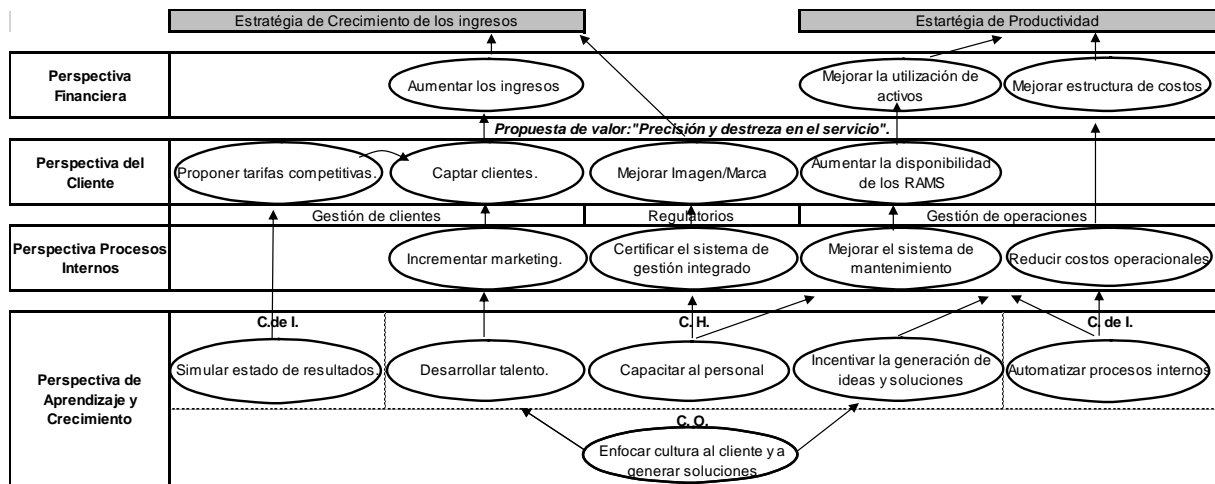 Estratégia de Crecimiento de los ingresos
Estartégia de Productividad
Perspectiva
Financiera
Aumentar los ingresos
Mejorar la utilización de
activos
Mejorar estructura de costos
Propuesta de valor:"Precisión y destreza en el servicio".
Perspectiva del
Cliente
Proponer tarifas competitivas.
Captar clientes.
Mejorar Imagen/Marca
Aumentar la disponibilidad
de los RAMS
Gestión de clientes
Regulatorios
Gestión de operaciones
Perspectiva Procesos
Internos
Incrementar marketing.
Certificar el sistema de
gestión integrado
Mejorar el sistema de
mantenimiento
Reducir costos operacionales
Perspectiva de
Aprendizaje y
Crecimiento
C.de I.
C. H.
C. de I.
Simular estado de resultados.
Desarrollar talento.
Capacitar al personal
Incentivar la generación de
ideas y soluciones
Automatizar procesos internos
C. O.
Enfocar cultura al cliente y a
generar soluciones